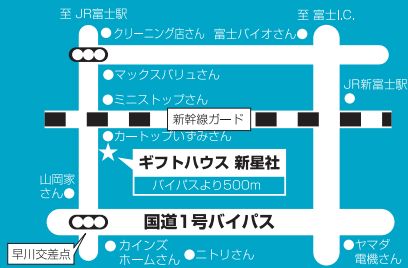 至 JR富士駅
至 富士I.C.
クリーニング店さん
富士バイオさん
マックスバリュさん
JR新富士駅
ミニストップさん
新幹線ガード
カートップいずみさん
ギフトハウス 新星社
バイパスより500m
山岡家
さん
国道1号バイパス
早川交差点
カインズ
ホームさん
ニトリさん
ヤマダ
電機さん